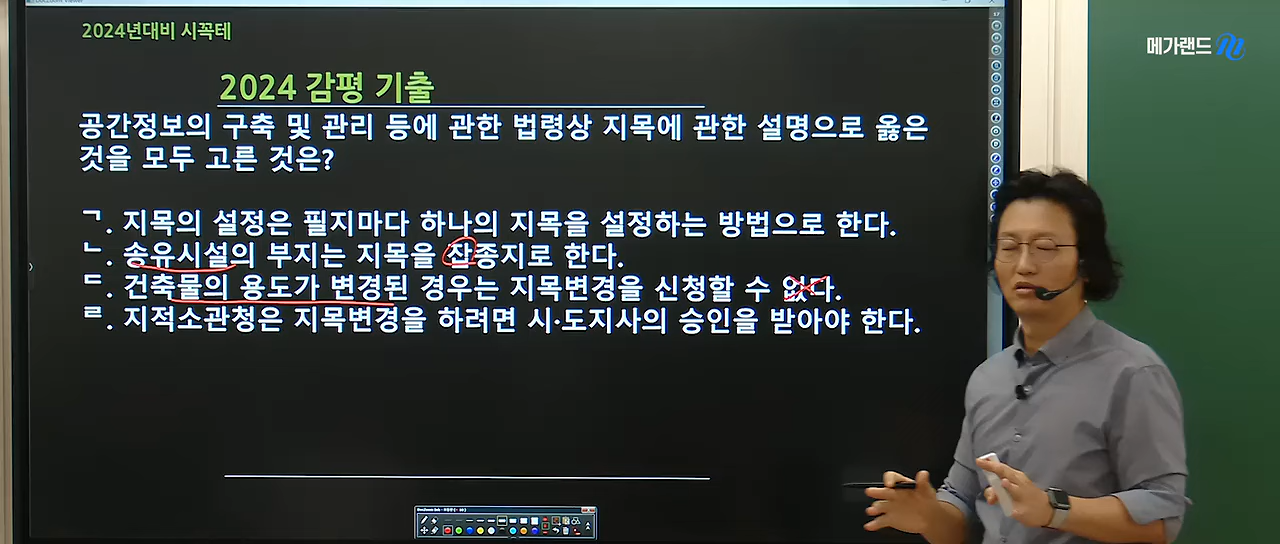 2024년대비 시꼭테
메가랜드
2024 감평 기출
공간정보의 구축 및 관리 등에 관한 법령상 지목에 관한 설명으로 옳은
것을 모두 고른 것은?
ㄱ. 지목의 설정은 필지마다 하나의 지목을 설정하는 방법으로 한다.
ㄴ. 송유시설의 부지는 지목을 잡종지로 한다.
ㄷ. 건축물의 용도가 변경된 경우는 지목변경을 신청할 수 없다.
ㄹ. 지적소관청은 지목변경을 하려면 시·도지사의 승인을 받아야 한다.